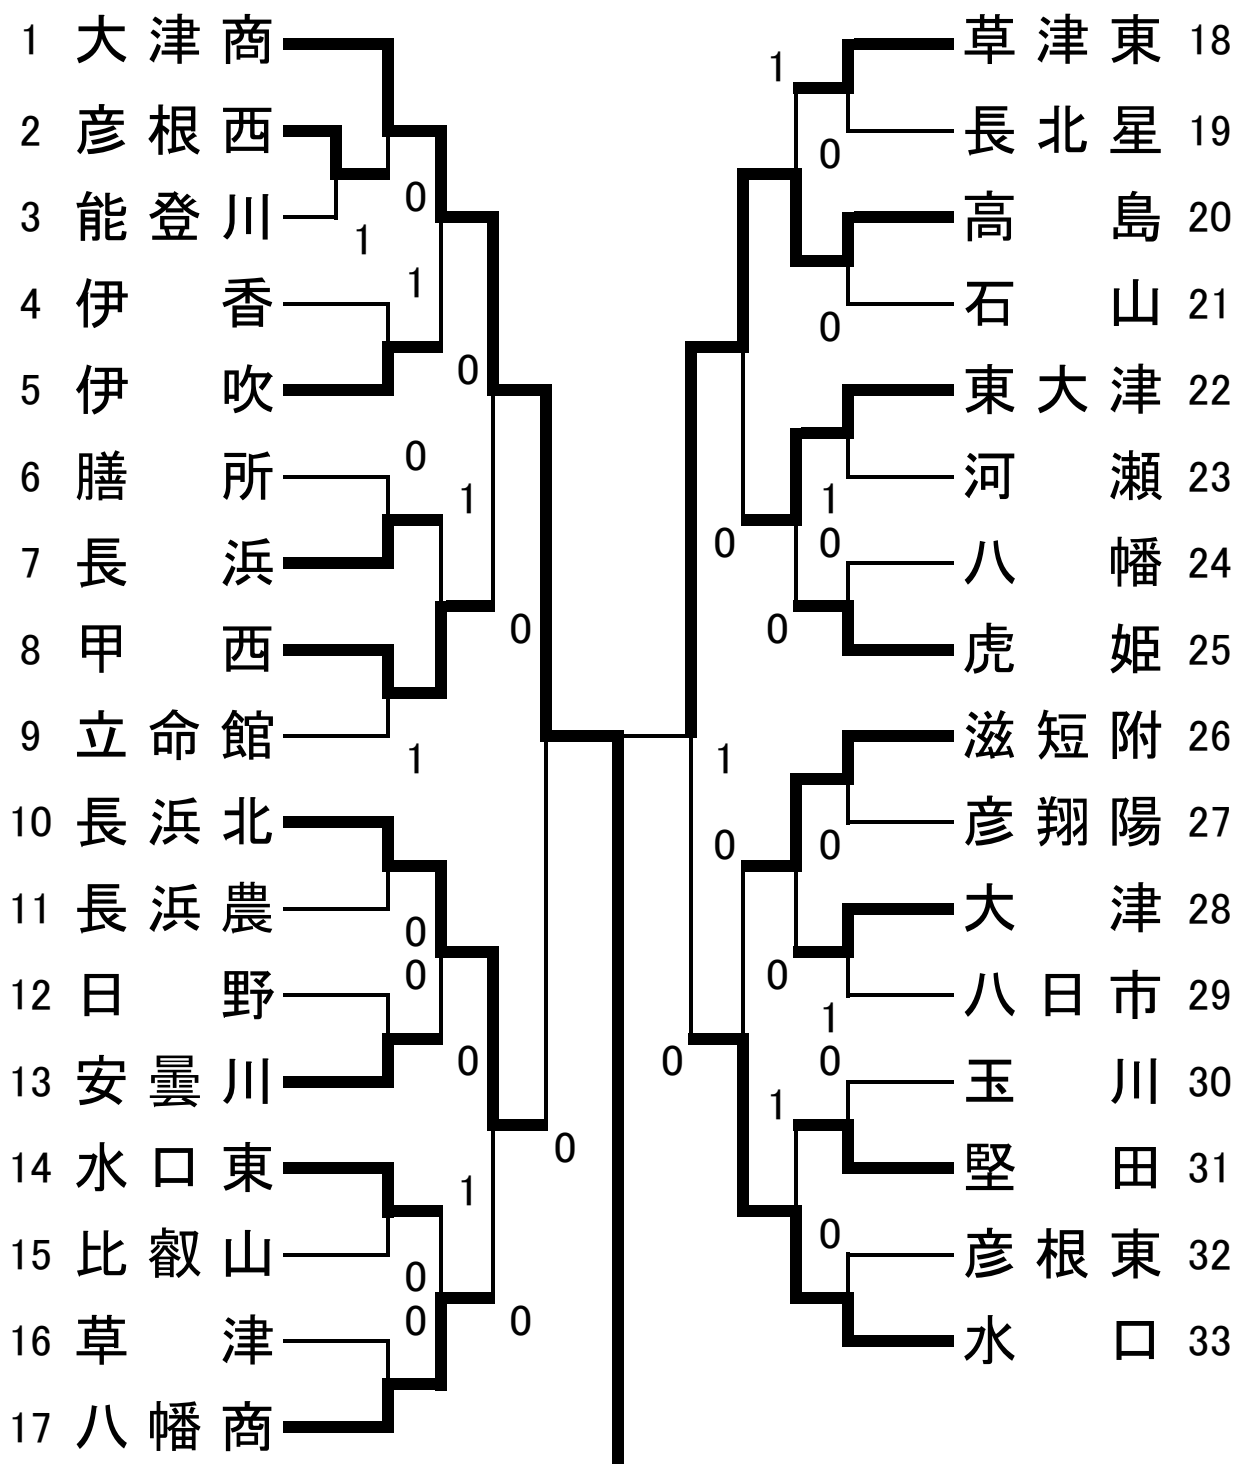 1 大津商
2 彦根西
3 能登川
4 伊香
5 伊吹
6 膳所
7 長浜
8 甲西
9 立命館
10 長浜北
11 長浜農
12 日野
13 安曇川
14 水口東
15 比叡山
16 草津
17 八幡商
0
1
1
0
0
1
0
1
0
0
0
0
1
0
0
0
1
0
0
0
1
0
0
0
1
0
0
0
1
0
0
1
0
草津東 18
長北星 19
高島 20
石山 21
東大津 22
河瀬 23
八幡 24
虎姫 25
滋短附 26
彦翔陽 27
大津 28
八日市 29
玉川 30
堅田 31
彦根東 32
水口 33